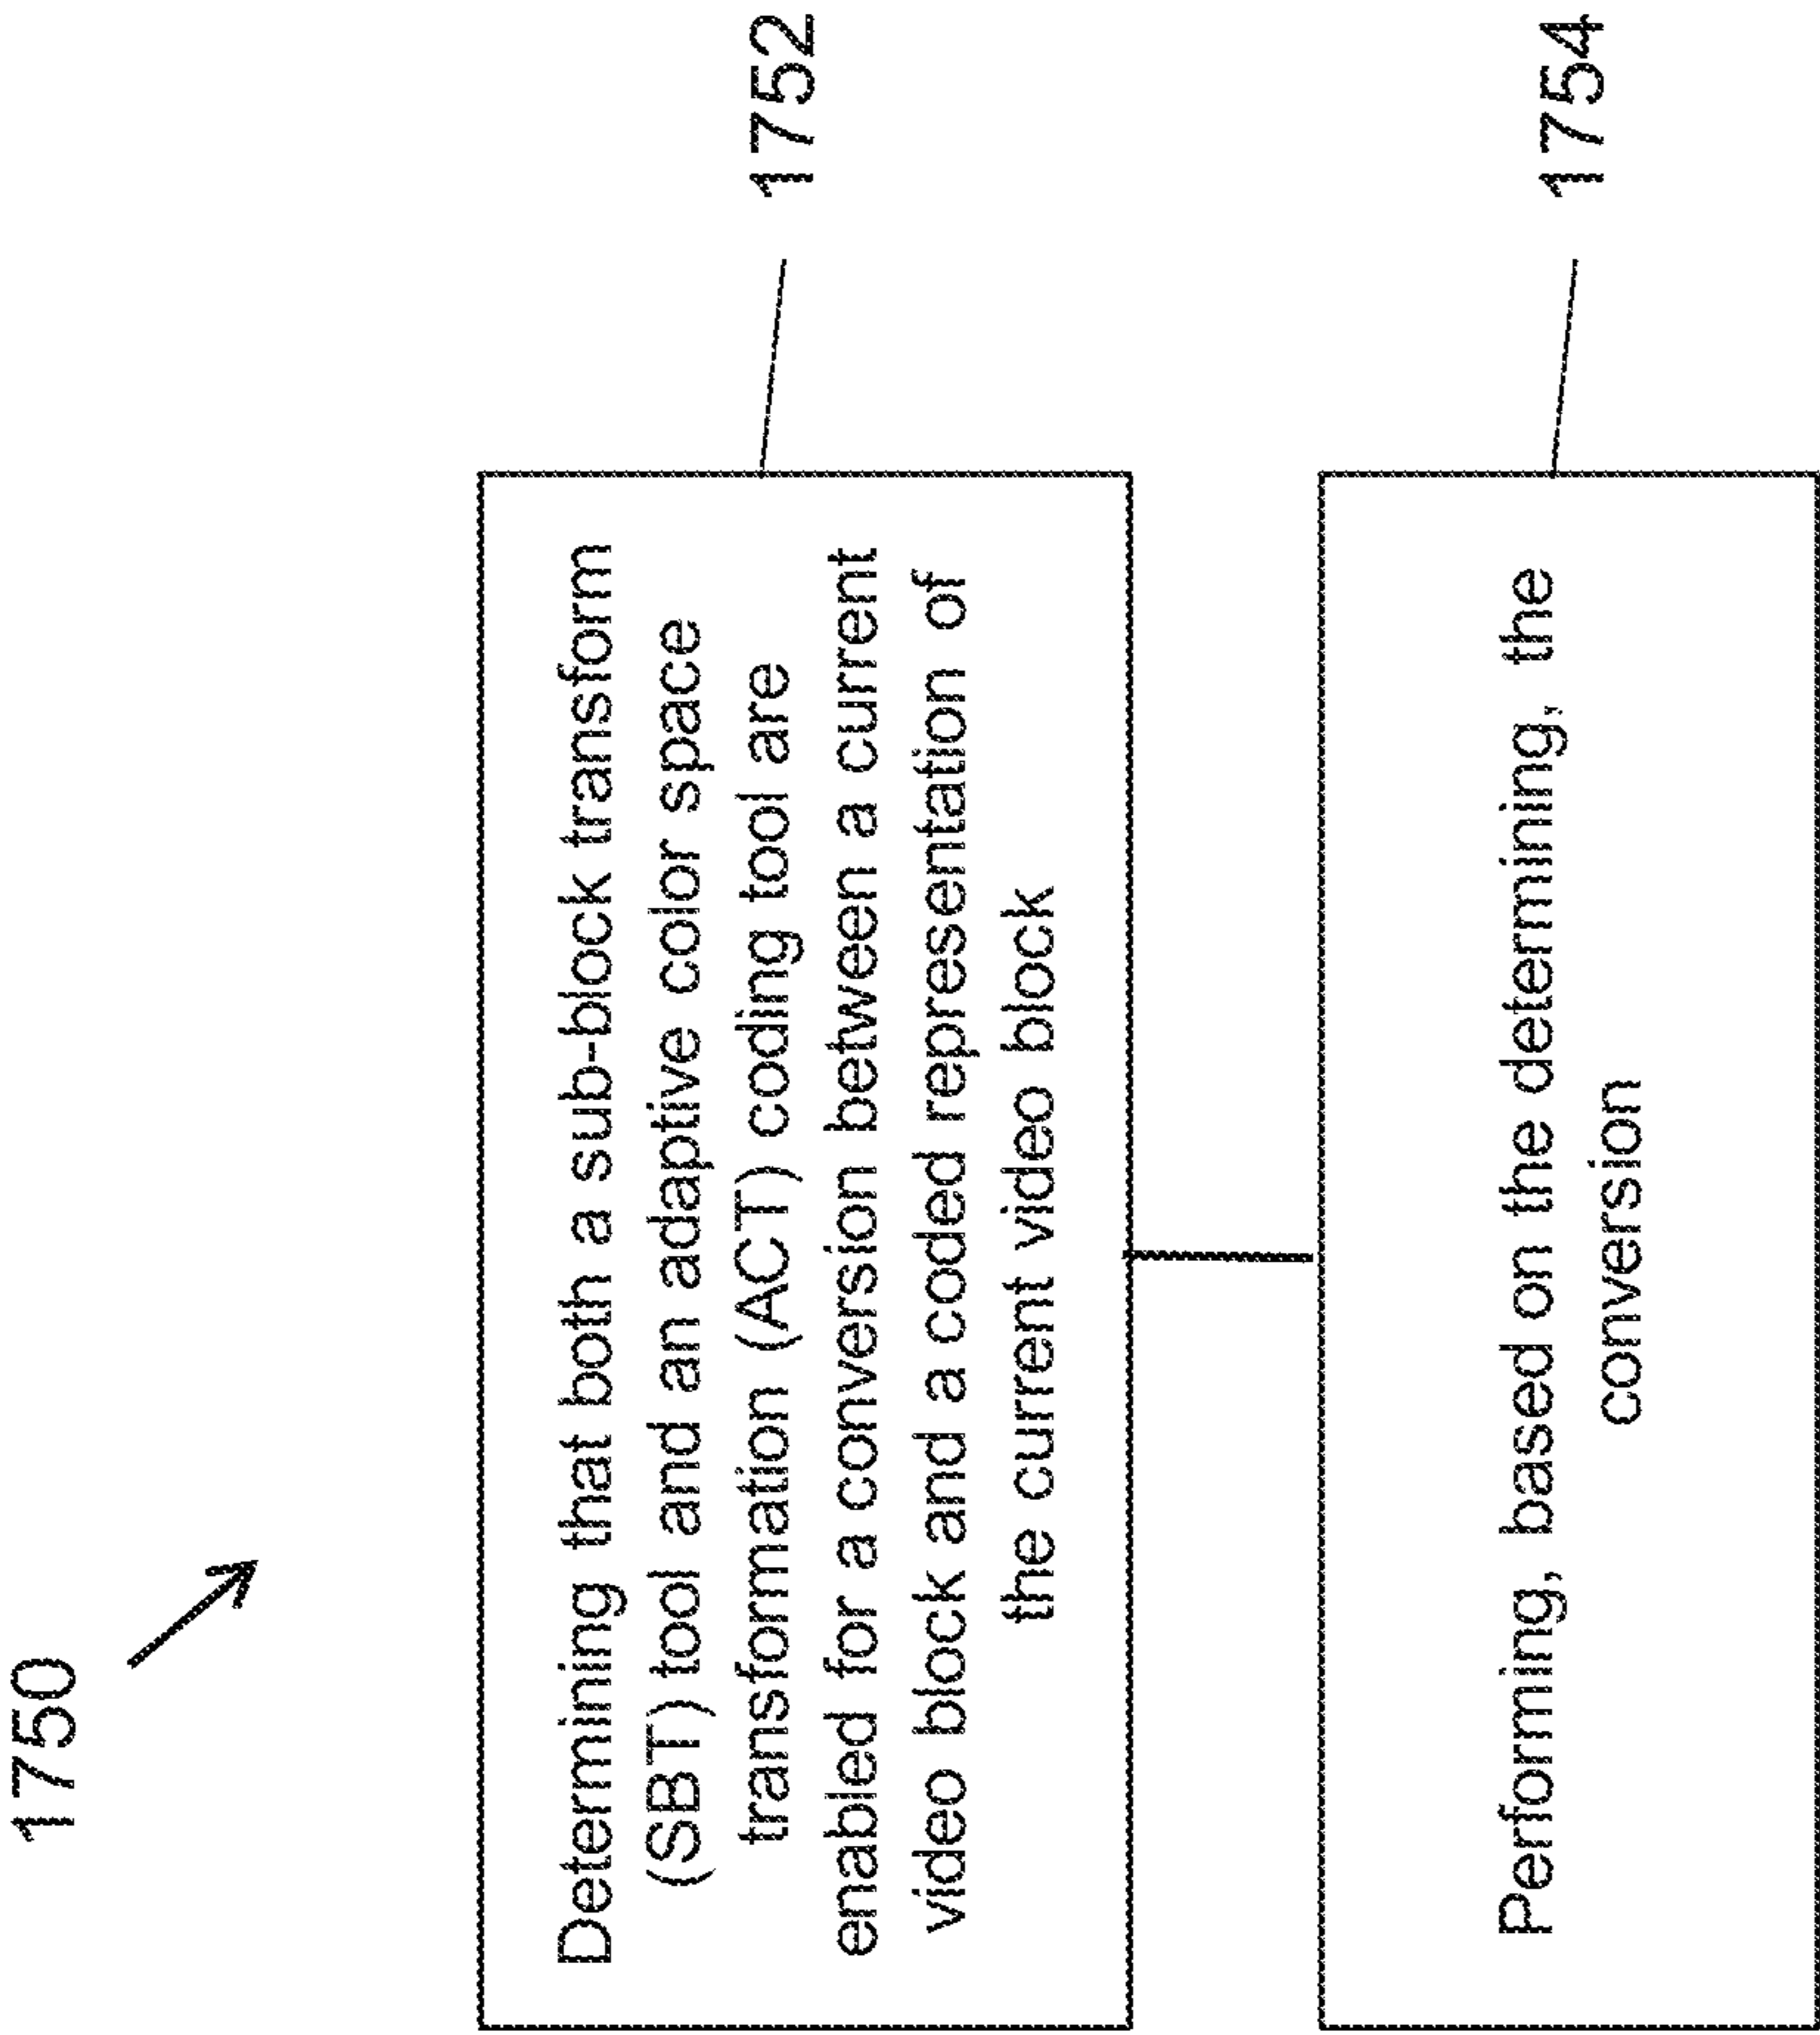 1750
Determining that both a sub-block transform
(SBT) tool and an adaptive color space
transformation (ACT) coding tool are
enabled for a conversion between a current
video block and a coded representation of
the current video block
1752
Performing, based on the determining, the
conversion
1754